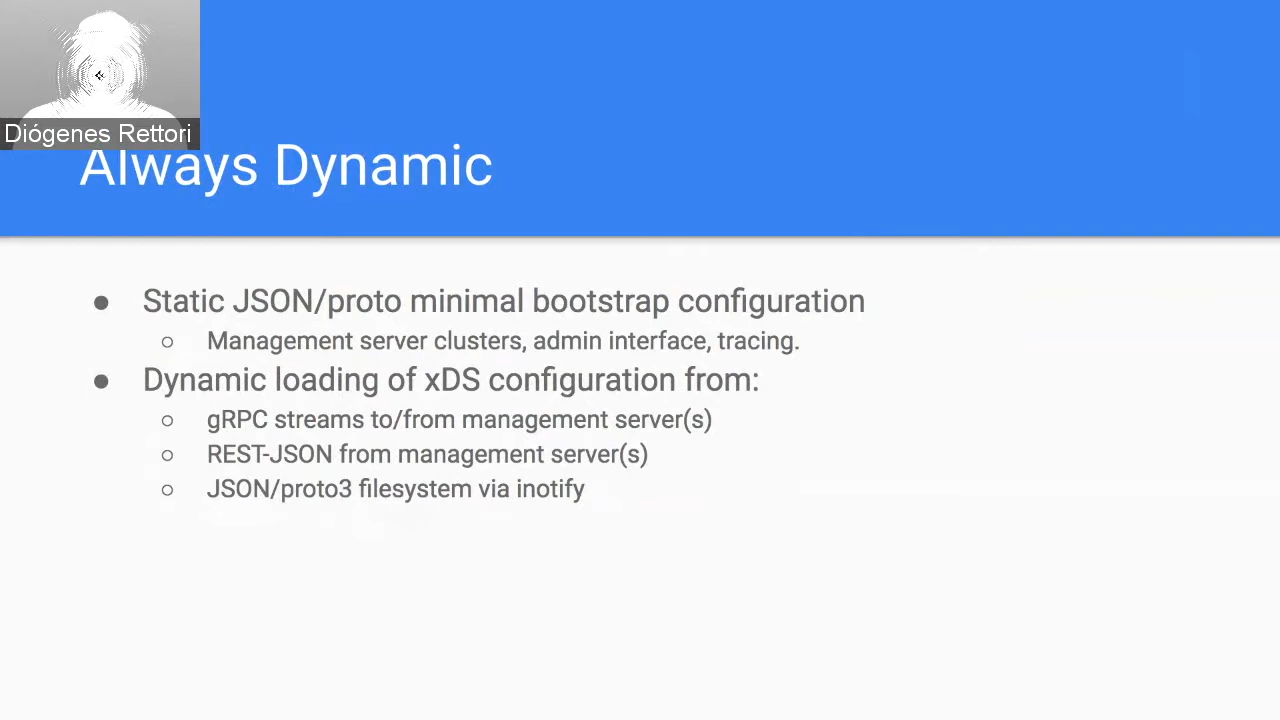 Diógenes Rettori
Always Dynamic
● Static JSON/proto minimal bootstrap configuration
○ Management server clusters, admin interface, tracing.
● Dynamic loading of xDS configuration from:
○ gRPC streams to/from management server(s)
○ REST-JSON from management server(s)
○ JSON/proto3 filesystem via inotify